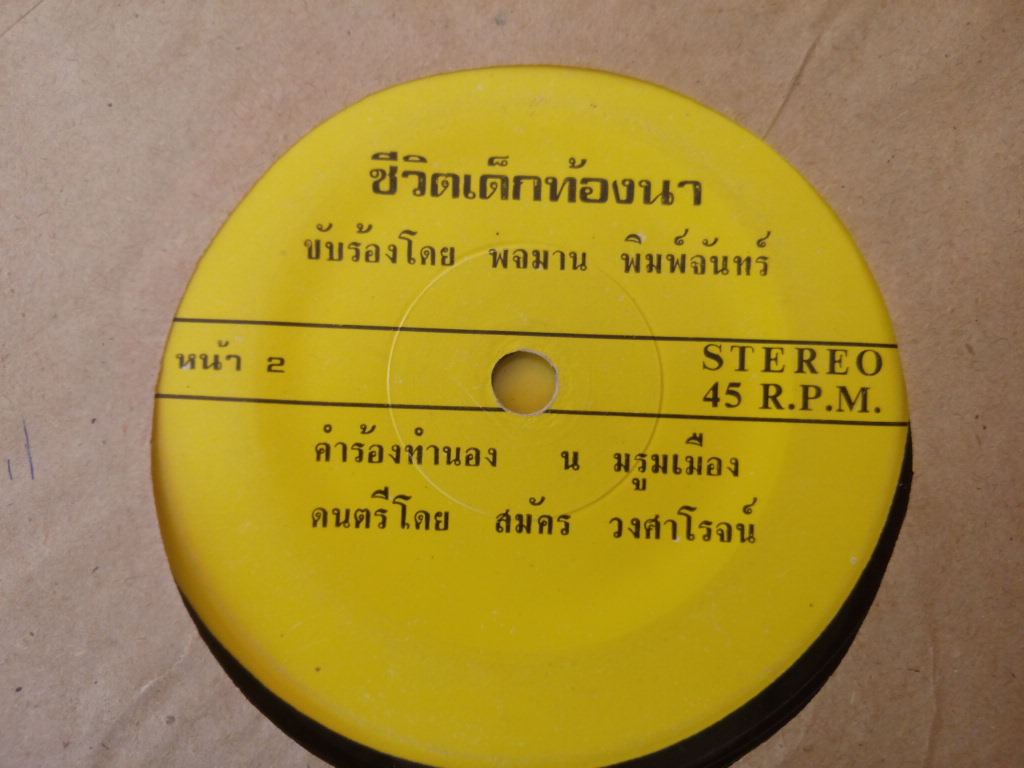 ชีวิตเด็กท้องนา
ขับร้องโดย พจมาน พิมพ์จันทร์
หน้า 2
STEREO
45 R.P.M.
คำร้องทำนอง น มรูมเมือง
ดนตรีโดย สมัคร วงศาโรจน์